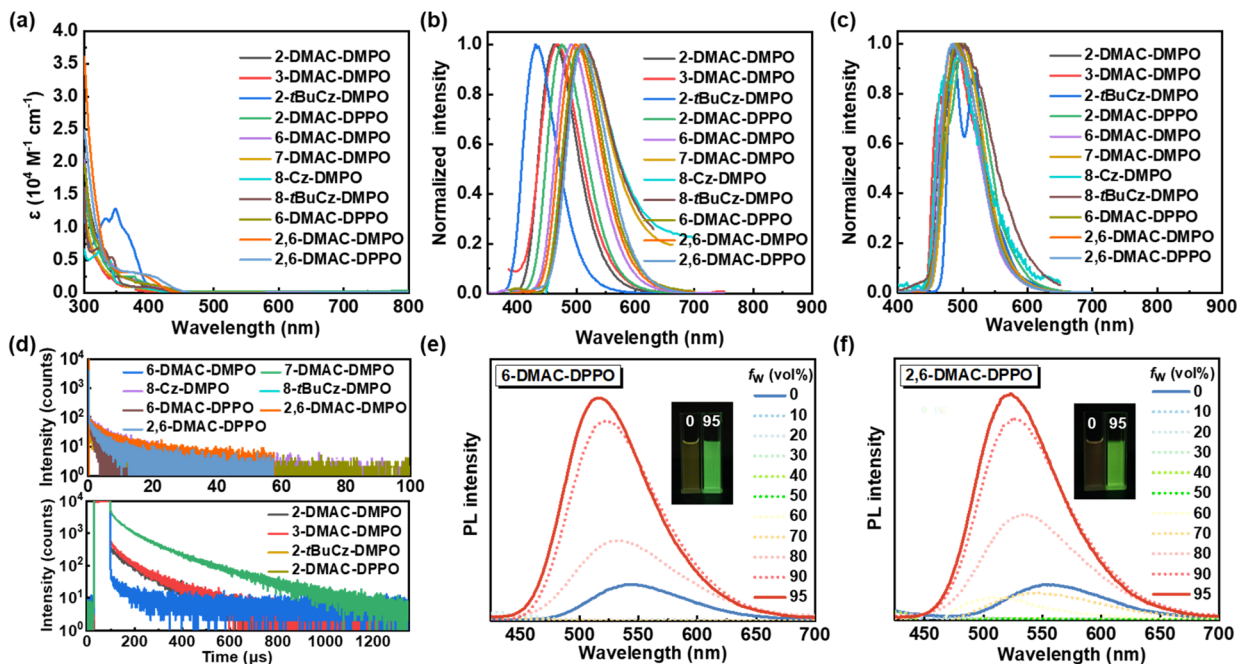 (a)
4.0
3.5
3.0
2.5
2.0
1.5
1.0
0.5
0.0
ε (10⁴ M⁻¹ cm⁻¹)
2-DMAC-DMPO
3-DMAC-DMPO
2-tBuCz-DMPO
2-DMAC-DPPO
6-DMAC-DMPO
7-DMAC-DMPO
8-Cz-DMPO
8-tBuCz-DMPO
6-DMAC-DPPO
2,6-DMAC-DMPO
2,6-DMAC-DPPO
300 400 500 600 700 800
Wavelength (nm)
(b)
1.0
0.8
0.6
0.4
0.2
0.0
Normalized intensity
2-DMAC-DMPO
3-DMAC-DMPO
2-tBuCz-DMPO
2-DMAC-DPPO
6-DMAC-DMPO
7-DMAC-DMPO
8-Cz-DMPO
8-tBuCz-DMPO
6-DMAC-DPPO
2,6-DMAC-DMPO
2,6-DMAC-DPPO
400 500 600 700 800 900
Wavelength (nm)
(c)
1.0
0.8
0.6
0.4
0.2
0.0
Normalized intensity
2-DMAC-DMPO
3-DMAC-DMPO
2-tBuCz-DMPO
2-DMAC-DPPO
6-DMAC-DMPO
7-DMAC-DMPO
8-Cz-DMPO
8-tBuCz-DMPO
6-DMAC-DPPO
2,6-DMAC-DMPO
2,6-DMAC-DPPO
400 500 600 700 800 900
Wavelength (nm)
(d)
Intensity (counts)
10⁴
10³
10²
10¹
10⁰
6-DMAC-DMPO 7-DMAC-DMPO
8-Cz-DMPO 8-tBuCz-DMPO
6-DMAC-DPPO 2,6-DMAC-DMPO
2,6-DMAC-DPPO
0 20 40 60 80 100
Intensity (counts)
10⁴
10³
10²
10¹
10⁰
2-DMAC-DMPO
3-DMAC-DMPO
2-tBuCz-DMPO
2-DMAC-DPPO
0 300 600 900 1200
Time (μs)
(e)
6-DMAC-DPPO
PL intensity
0 95
fW (vol%)
0
10
20
30
40
50
60
70
80
90
95
450 500 550 600 650 700
Wavelength (nm)
(f)
2,6-DMAC-DPPO
PL intensity
0 95
fW (vol%)
0
10
20
30
40
50
60
70
80
90
95
450 500 550 600 650 700
Wavelength (nm)